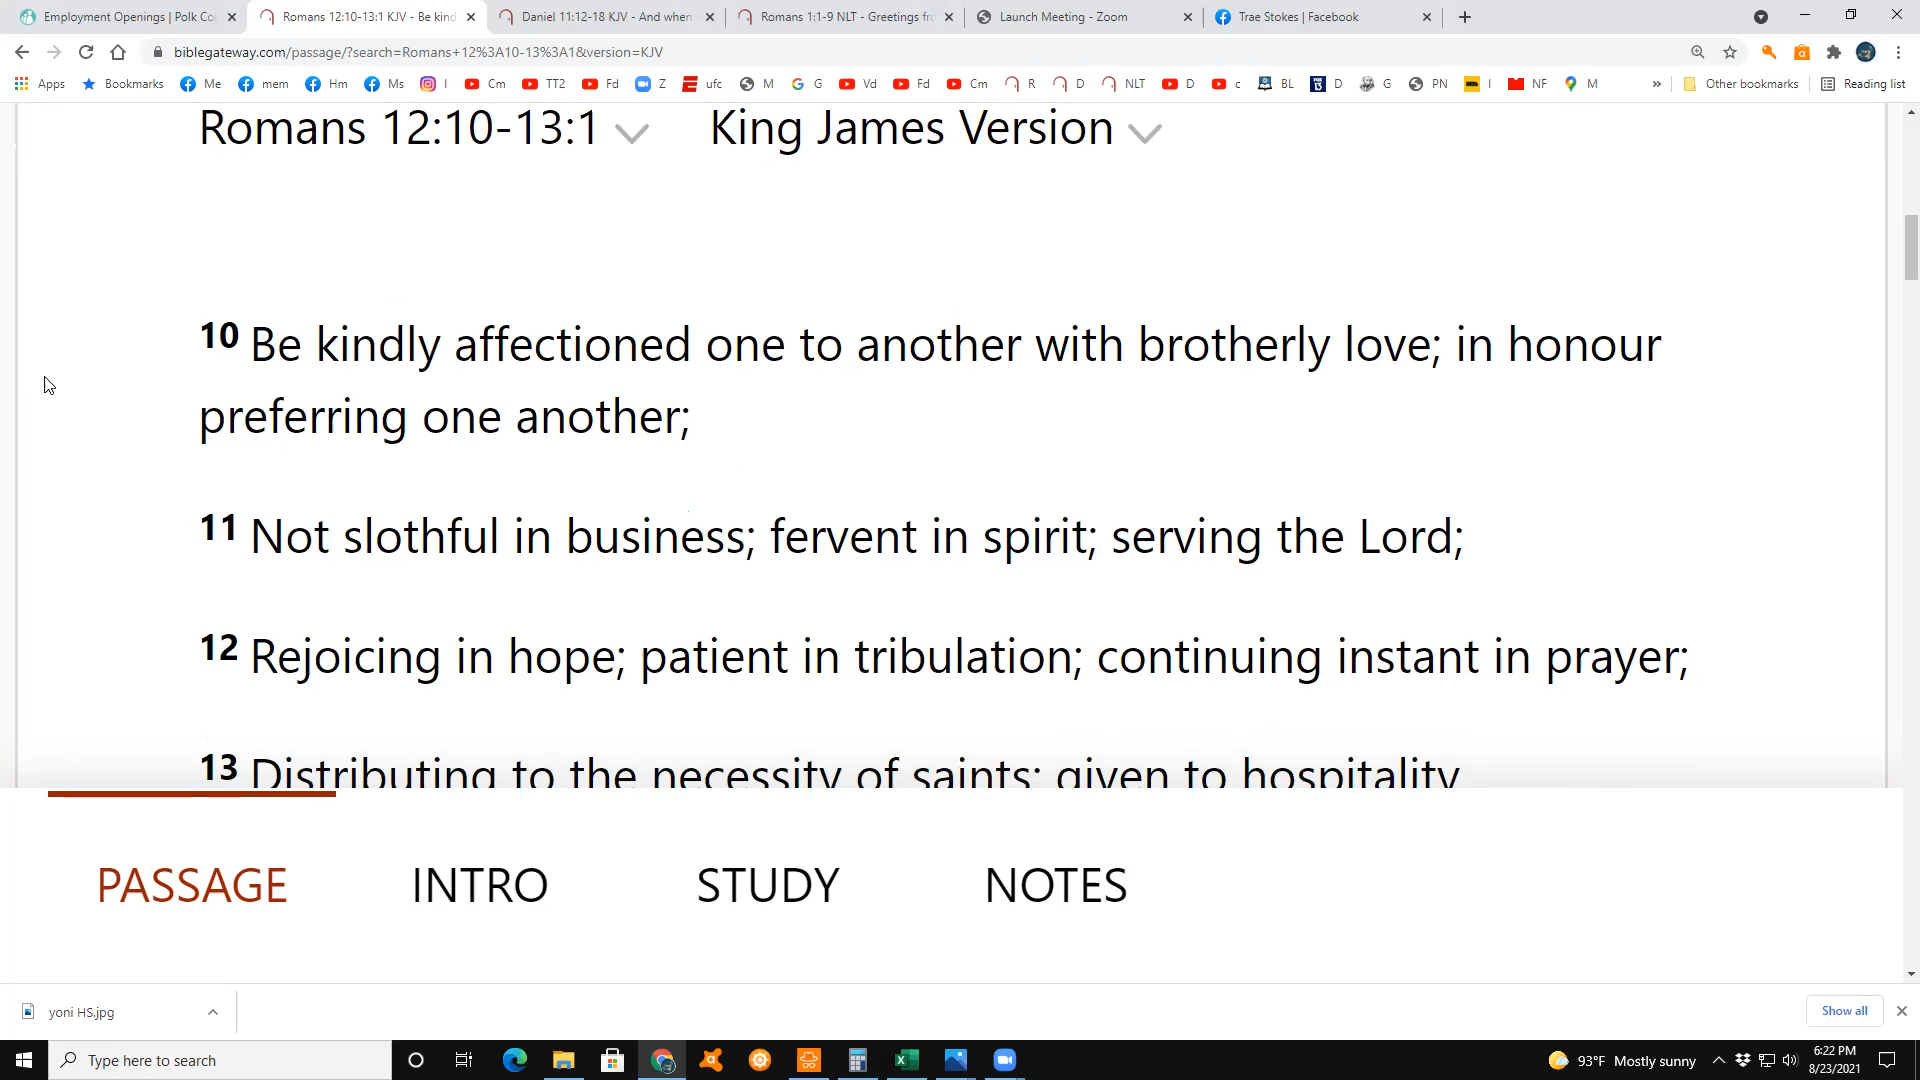 Employment Openings | Polk Cou
Romans 12:10-13:1 KJV - Be kind
Daniel 11:12-18 KJV - And when
Romans 1:1-9 NLT - Greetings fro
Launch Meeting - Zoom
Trae Stokes | Facebook
biblegateway.com/passage/?search=Romans+12%3A10-13%3A1&version=KJV
Apps Bookmarks Me mem Hm Ms I Cm TT2 Fd Z ufc M G Vd Fd Cm R D NLT D c BL D G PN I NF M » Other bookmarks Reading list
Romans 12:10-13:1 King James Version
10 Be kindly affectioned one to another with brotherly love; in honour
preferring one another;
11 Not slothful in business; fervent in spirit; serving the Lord;
12 Rejoicing in hope; patient in tribulation; continuing instant in prayer;
13 Distributing to the necessity of saints; given to hospitality
PASSAGE INTRO STUDY NOTES
yoni HS.jpg
Show all
Type here to search
93°F Mostly sunny
6:22 PM
8/23/2021